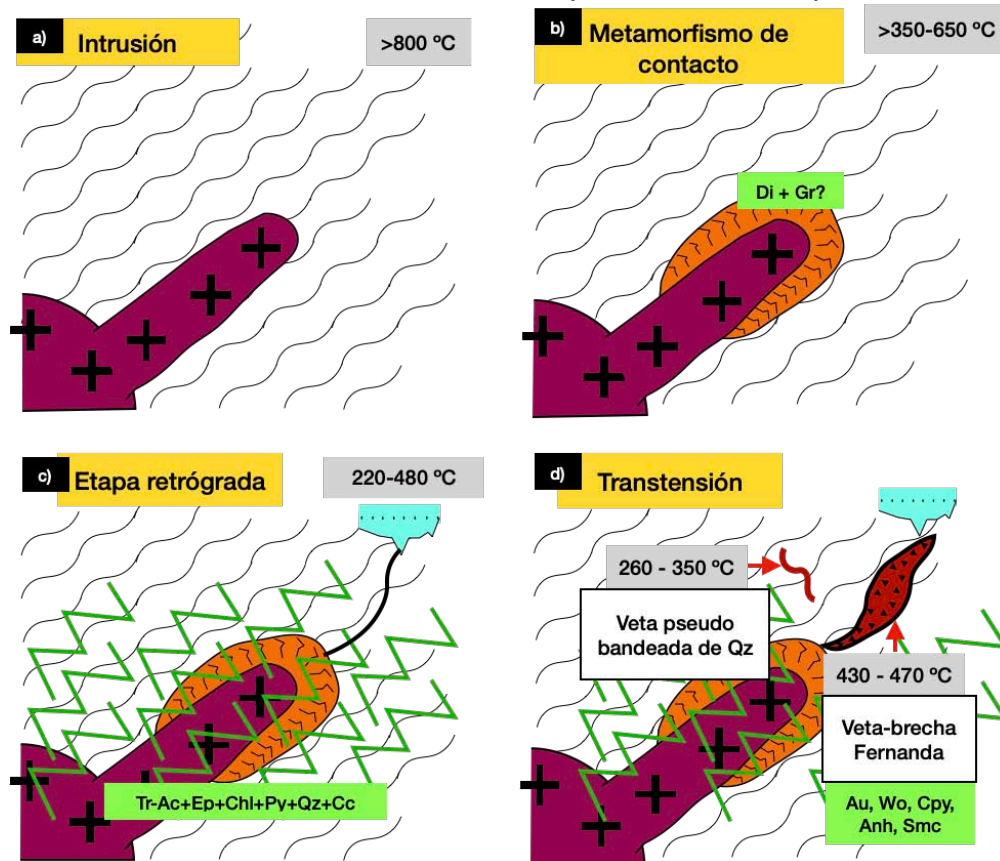 a)
Intrusión
>800 ºC
b)
Metamorfismo de
contacto
>350-650 ºC
Di + Gr?
c)
Etapa retrógrada
220-480 ºC
Tr-Ac+Ep+Chl+Py+Qz+Cc
d)
Transtensión
260 - 350 ºC
Veta pseudo
bandeada de Qz
430 - 470 ºC
Veta-brecha
Fernanda
Au, Wo, Cpy,
Anh, Smc